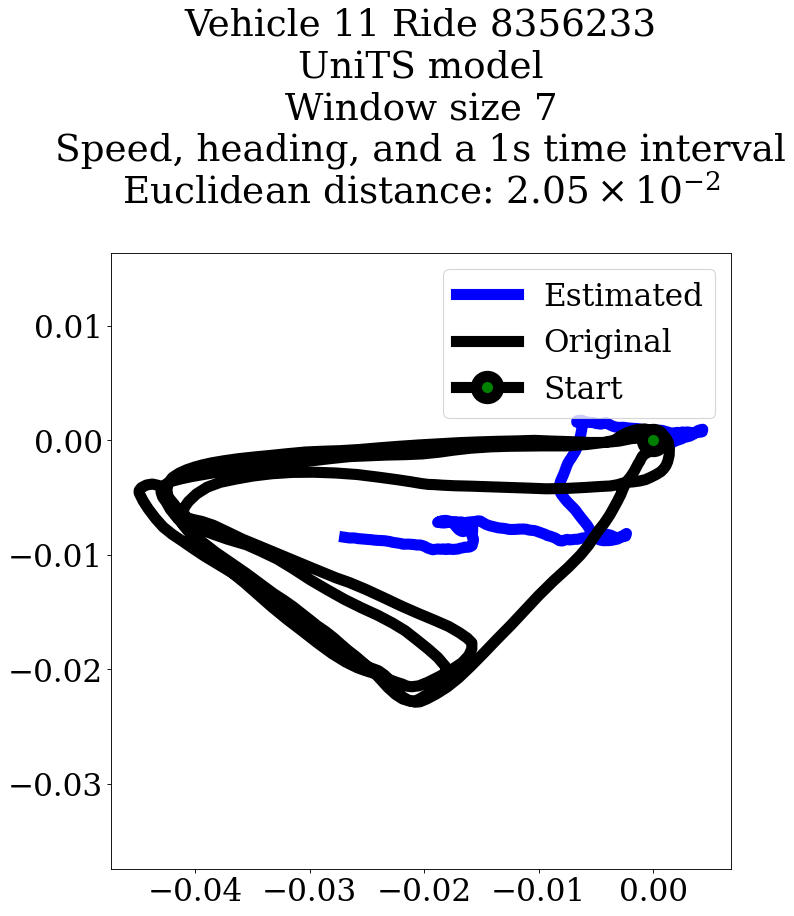 Vehicle 11 Ride 8356233
UniTS model
Window size 7
Speed, heading, and a 1s time interval
Euclidean distance: 2.05 × 10⁻²
Estimated
Original
Start
0.01
0.00
−0.01
−0.02
−0.03
−0.04 −0.03 −0.02 −0.01 0.00